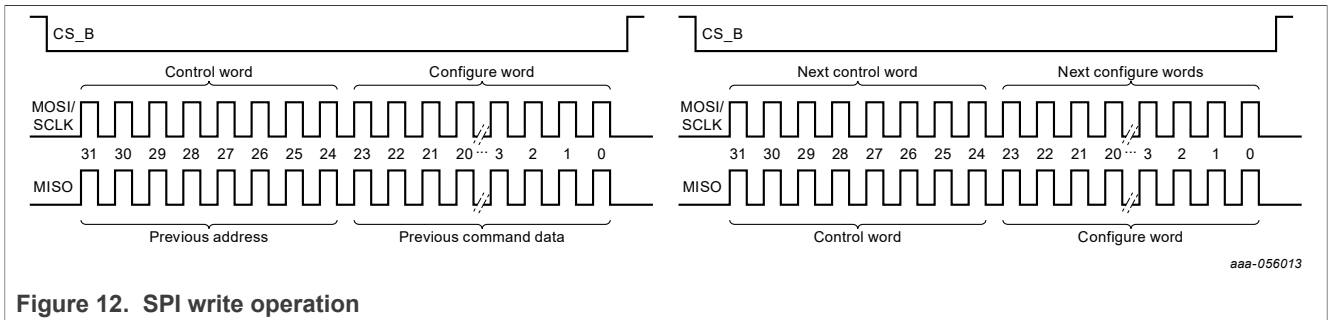 CS_B CS_B
Control word Configure word Next control word Next configure words
MOSI/
SCLK
MOSI/
SCLK
31 30 29 28 27 26 25 24 23 22 21 20 ... 3 2 1 0 31 30 29 28 27 26 25 24 23 22 21 20 ... 3 2 1 0
MISO MISO
Previous address Previous command data Control word Configure word
aaa-056013
Figure 12. SPI write operation